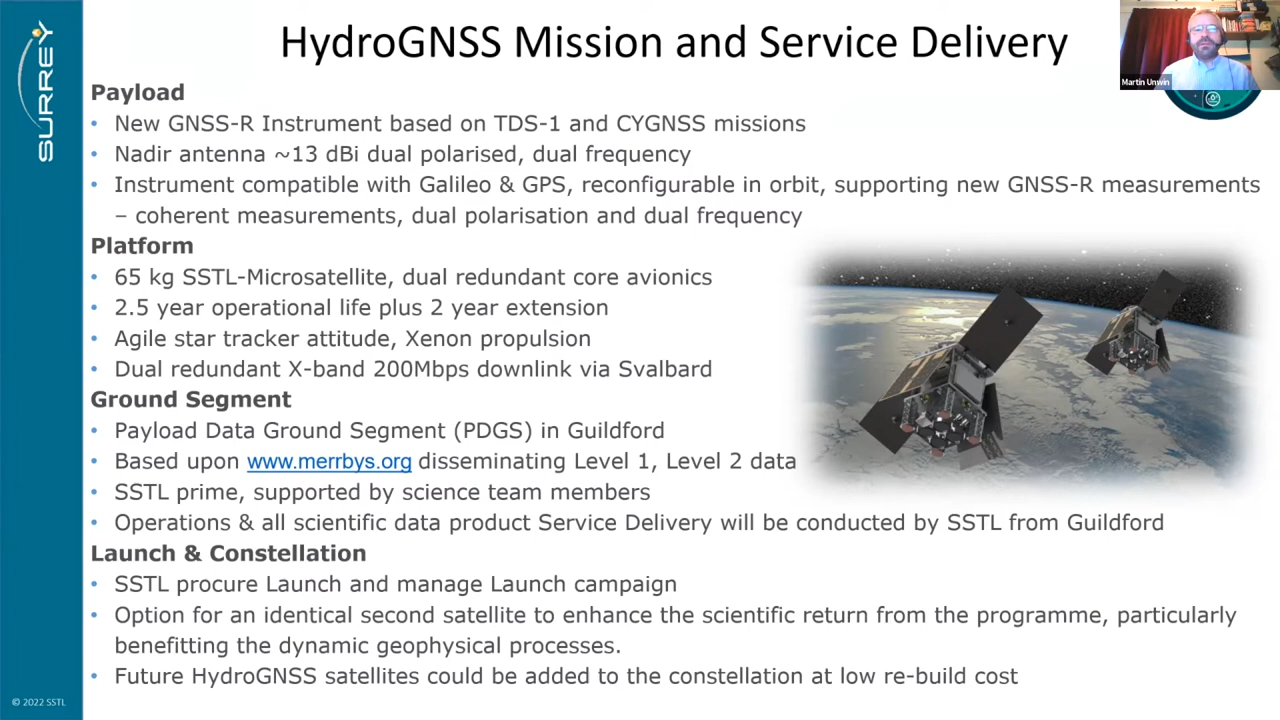 HydroGNSS Mission and Service Delivery
SURREY
Martin Unwin
Payload
• New GNSS-R Instrument based on TDS-1 and CYGNSS missions
• Nadir antenna ~13 dBi dual polarised, dual frequency
• Instrument compatible with Galileo & GPS, reconfigurable in orbit, supporting new GNSS-R measurements
– coherent measurements, dual polarisation and dual frequency
Platform
• 65 kg SSTL-Microsatellite, dual redundant core avionics
• 2.5 year operational life plus 2 year extension
• Agile star tracker attitude, Xenon propulsion
• Dual redundant X-band 200Mbps downlink via Svalbard
Ground Segment
• Payload Data Ground Segment (PDGS) in Guildford
• Based upon www.merrbys.org disseminating Level 1, Level 2 data
• SSTL prime, supported by science team members
• Operations & all scientific data product Service Delivery will be conducted by SSTL from Guildford
Launch & Constellation
• SSTL procure Launch and manage Launch campaign
• Option for an identical second satellite to enhance the scientific return from the programme, particularly
benefitting the dynamic geophysical processes.
• Future HydroGNSS satellites could be added to the constellation at low re-build cost
© 2022 SSTL